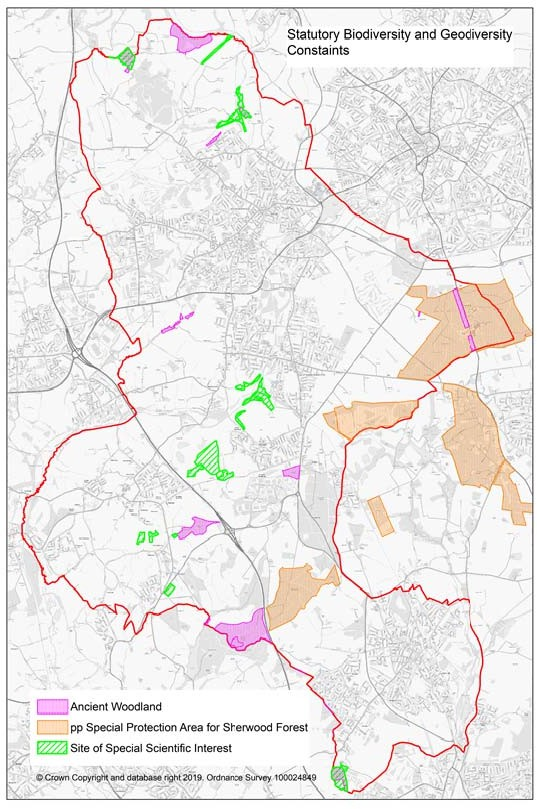 Statutory Biodiversity and Geodiversity
Constaints
Ancient Woodland
pp Special Protection Area for Sherwood Forest
Site of Special Scientific Interest
© Crown Copyright and database right 2019. Ordnance Survey 100024849